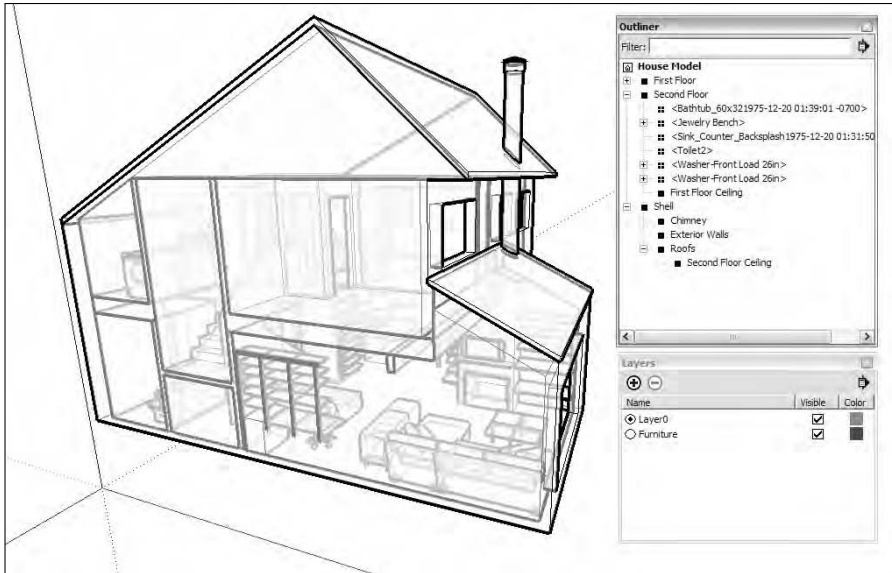 Outliner
Filter:
House Model
First Floor
Second Floor
<Bathtub_60x321975-12-20 01:39:01 -0700>
<Jewelry Bench>
<Sink_Counter_Backsplash1975-12-20 01:31:50
<Toilet2>
<Washer-Front Load 26in>
<Washer-Front Load 26in>
First Floor Ceiling
Shell
Chimney
Exterior Walls
Roofs
Second Floor Ceiling
Layers
Name Visible Color
Layer0
Furniture